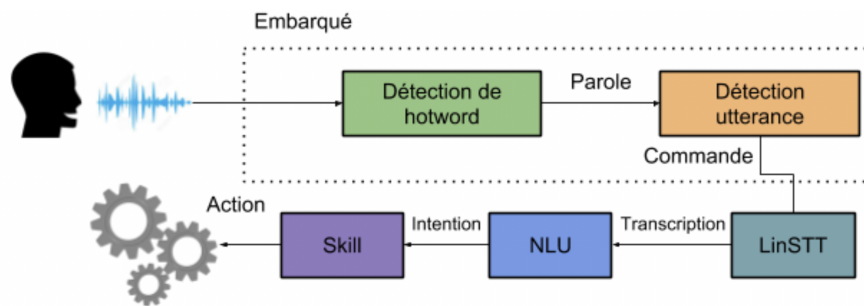 Embarqué
Détection de
hotword
Parole
Détection
utterance
Commande
Action
Skill
Intention
NLU
Transcription
LinSTT